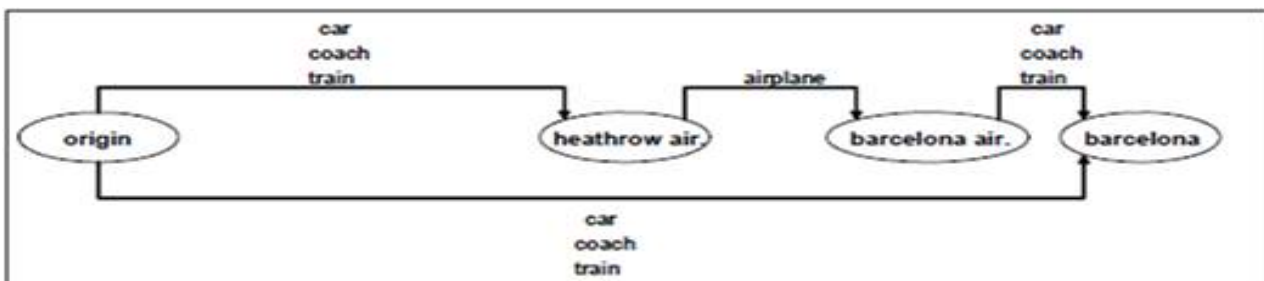 car
coach
train
car
coach
train
airplane
origin
heathrow air.
barcelona air.
barcelona
car
coach
train